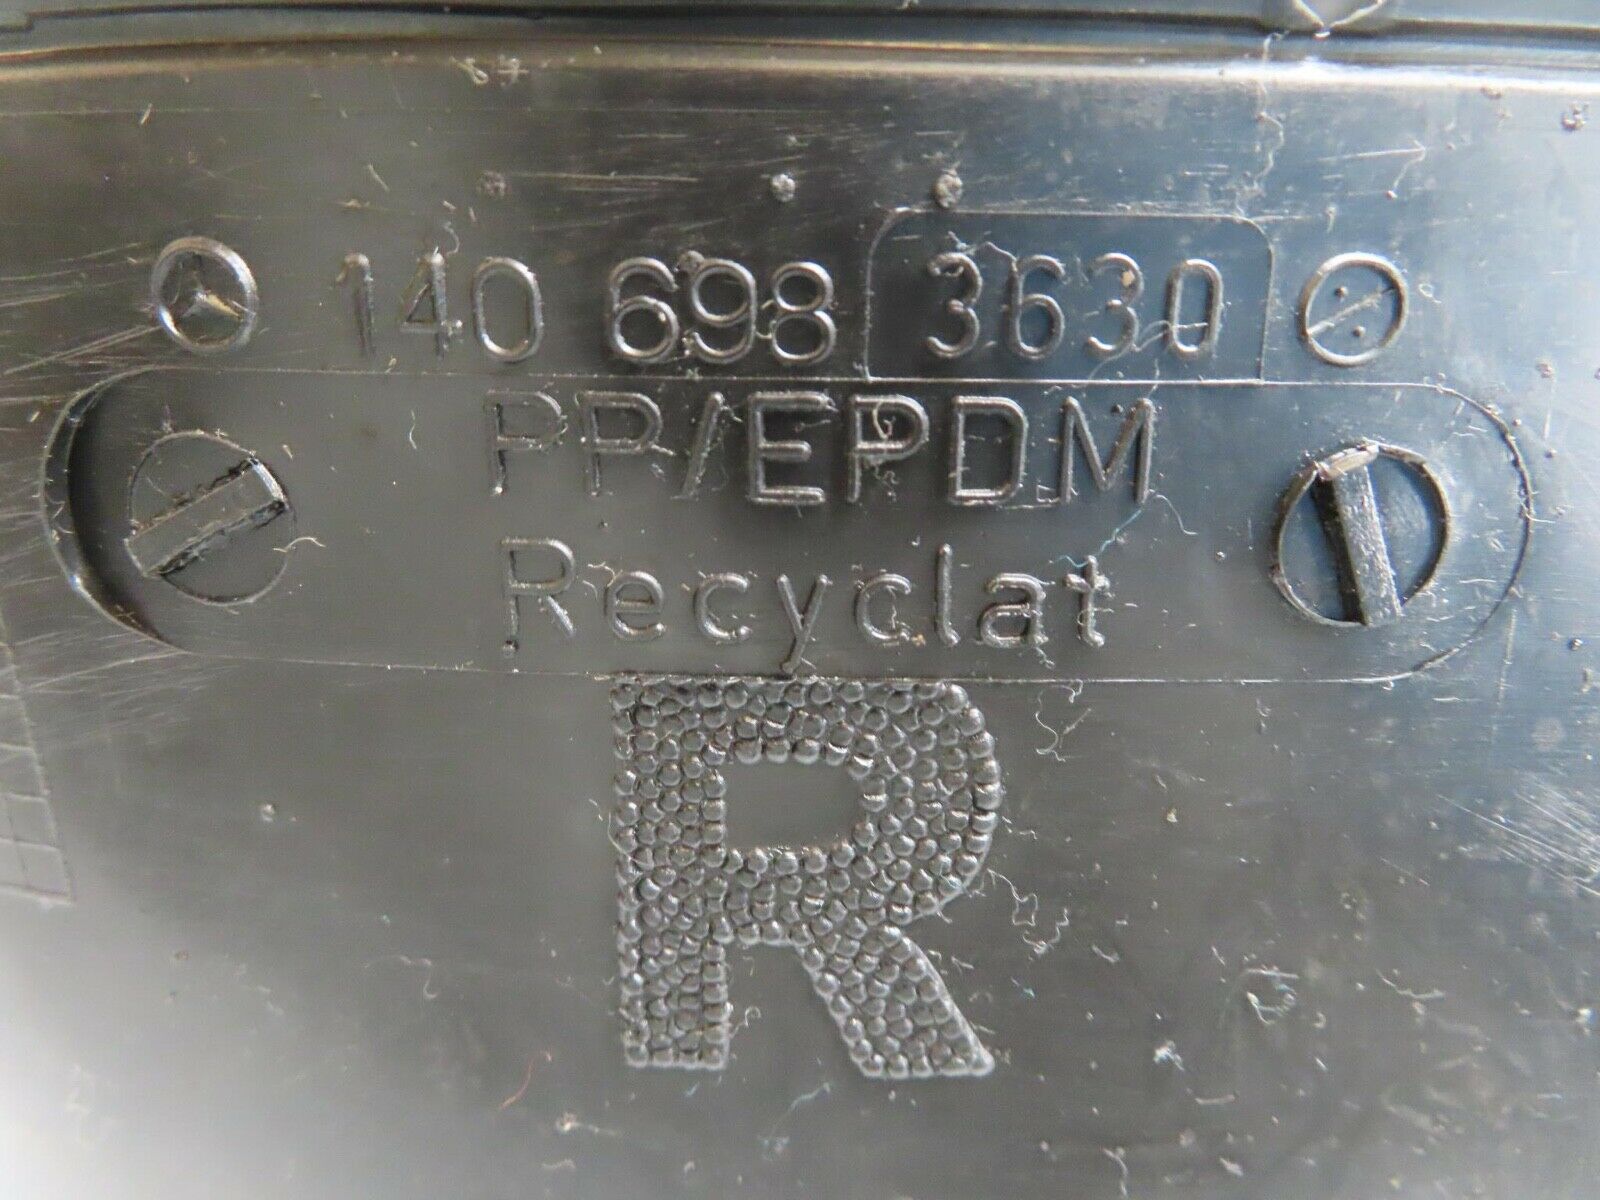 140 698 3630
PP/EPDM
Recyclat
R